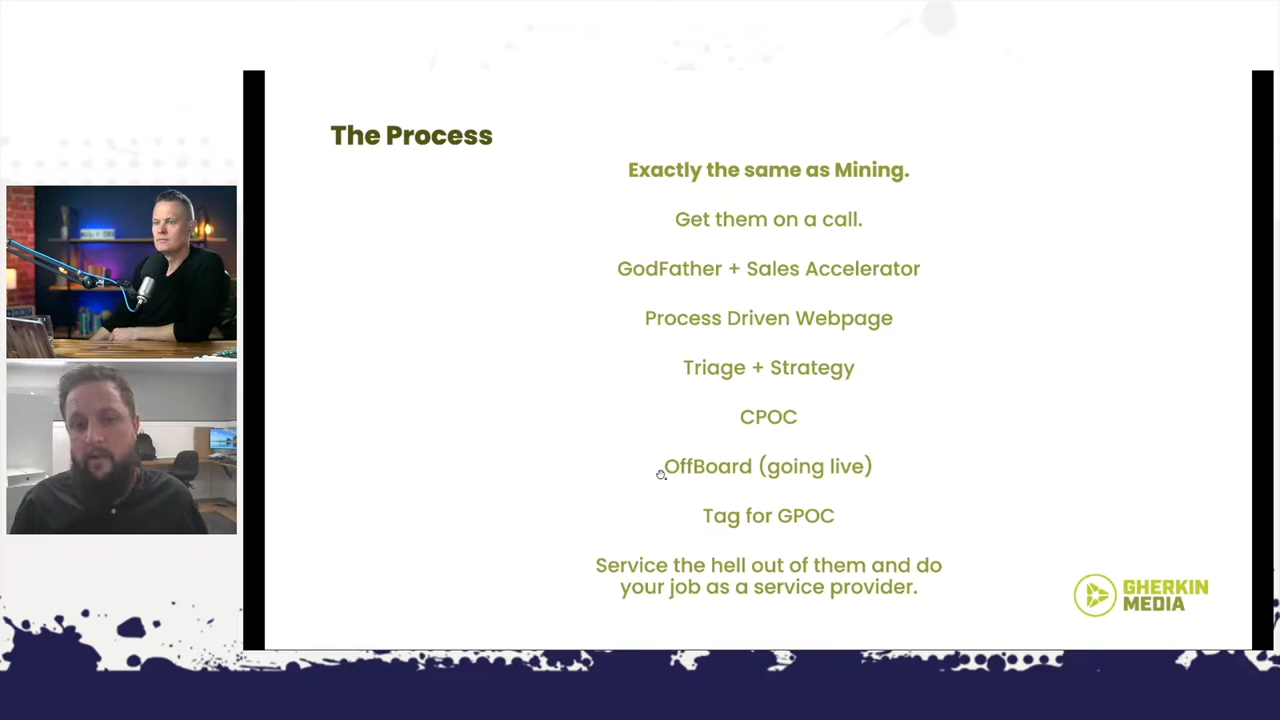 The Process
Exactly the same as Mining.
Get them on a call.
GodFather + Sales Accelerator
Process Driven Webpage
Triage + Strategy
CPOC
OffBoard (going live)
Tag for GPOC
Service the hell out of them and do
your job as a service provider.
GHERKIN
MEDIA